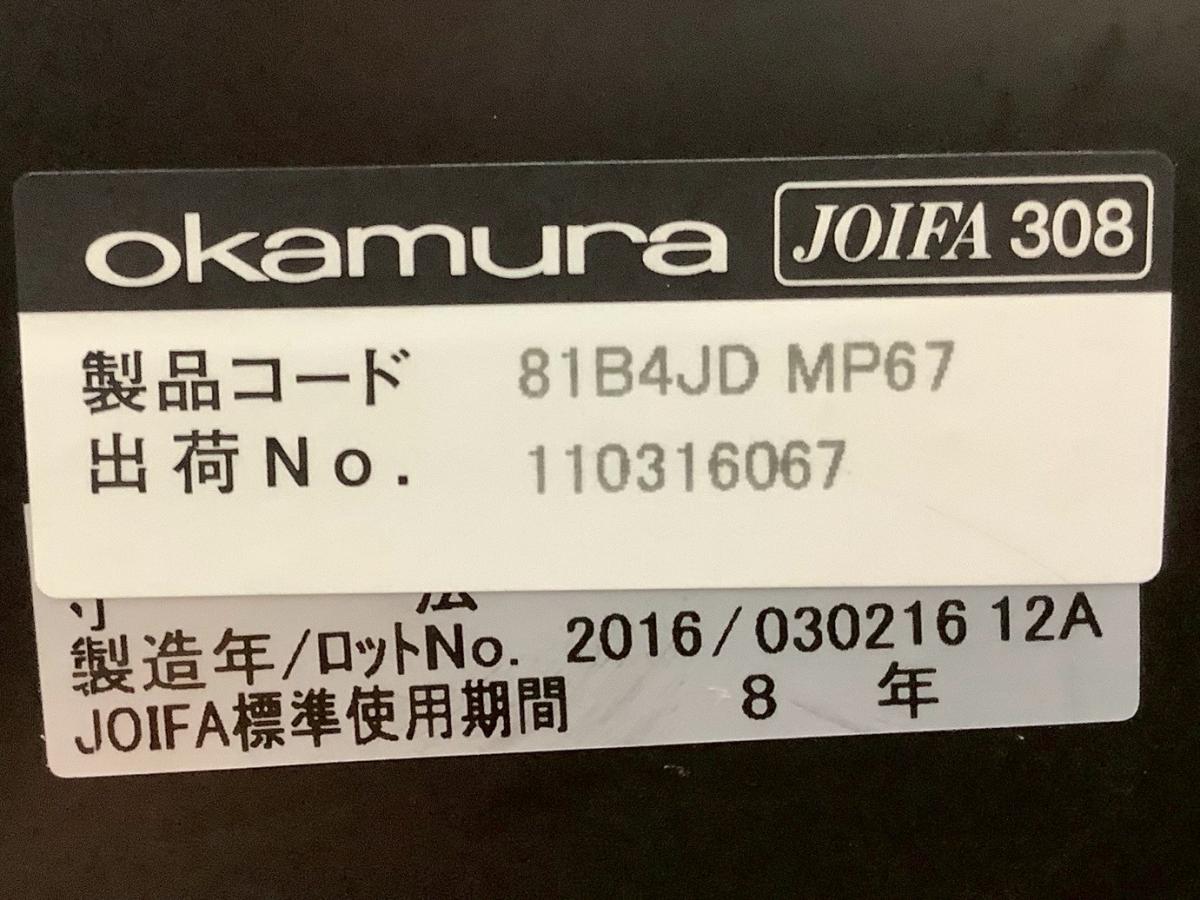 okamura JOIFA 308
製品コード 81B4JD MP67
出荷No. 110316067
寸 法
製造年/ロットNo. 2016/030216 12A
JOIFA標準使用期間 8 年